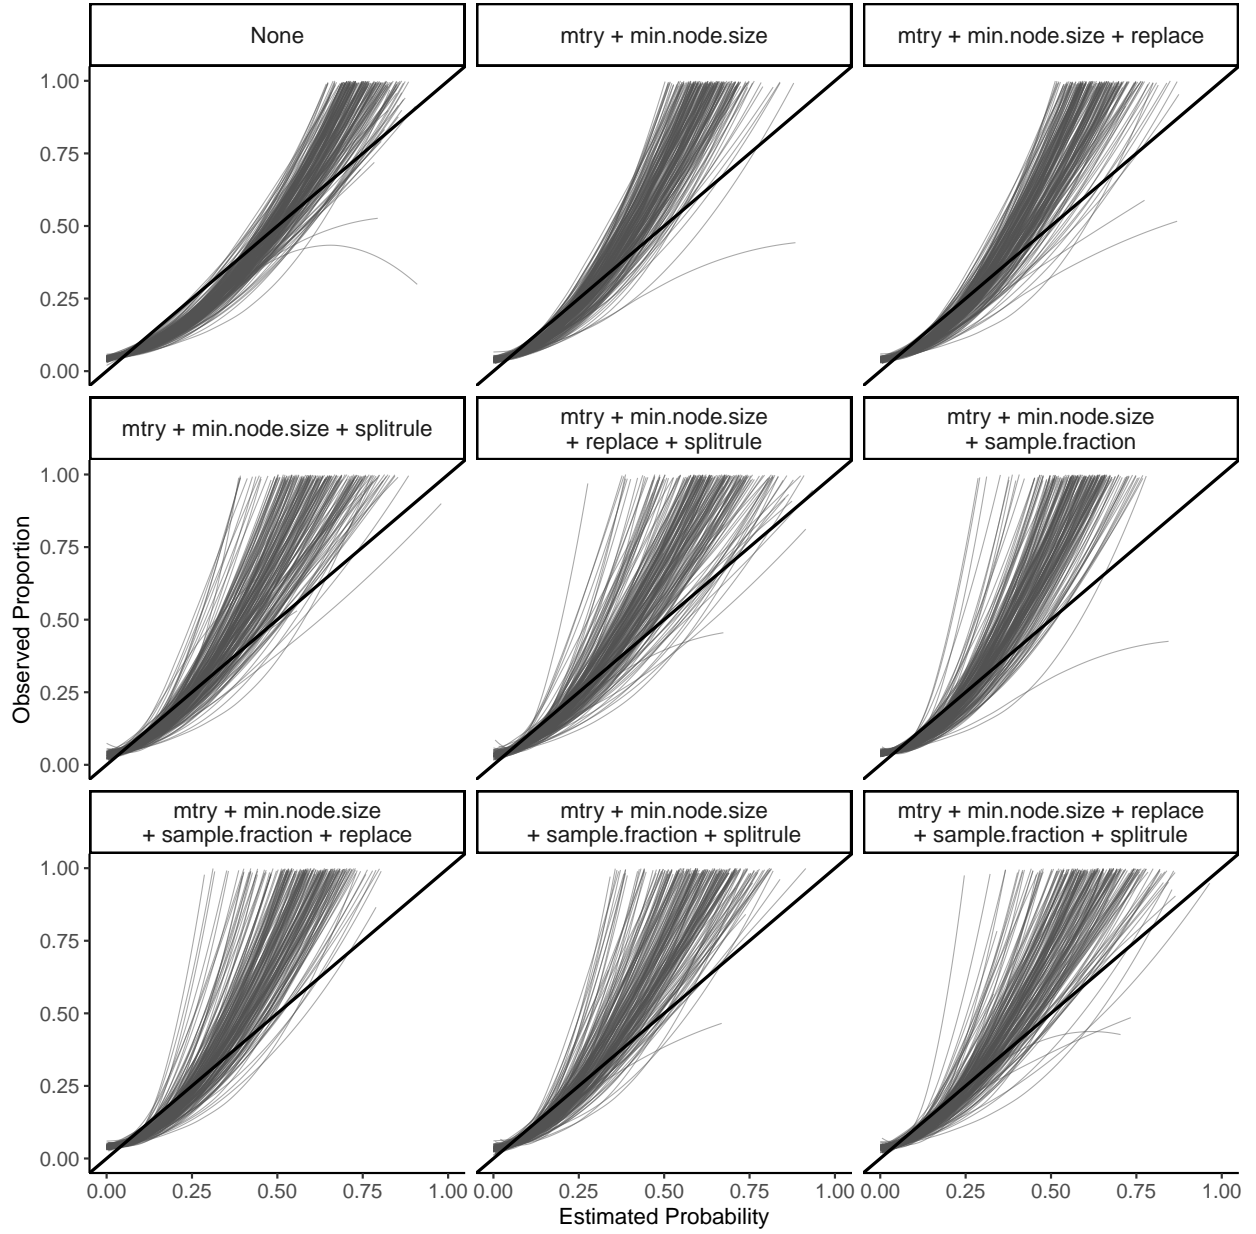 None
mtry + min.node.size
mtry + min.node.size + replace
1.00
0.75
0.50
0.25
0.00
mtry + min.node.size + splitrule
mtry + min.node.size
+ replace + splitrule
mtry + min.node.size
+ sample.fraction
1.00
0.75
0.50
0.25
0.00
Observed Proportion
mtry + min.node.size
+ sample.fraction + replace
mtry + min.node.size
+ sample.fraction + splitrule
mtry + min.node.size + replace
+ sample.fraction + splitrule
1.00
0.75
0.50
0.25
0.00
0.00 0.25 0.50 0.75 1.00
0.00 0.25 0.50 0.75 1.00
0.00 0.25 0.50 0.75 1.00
Estimated Probability